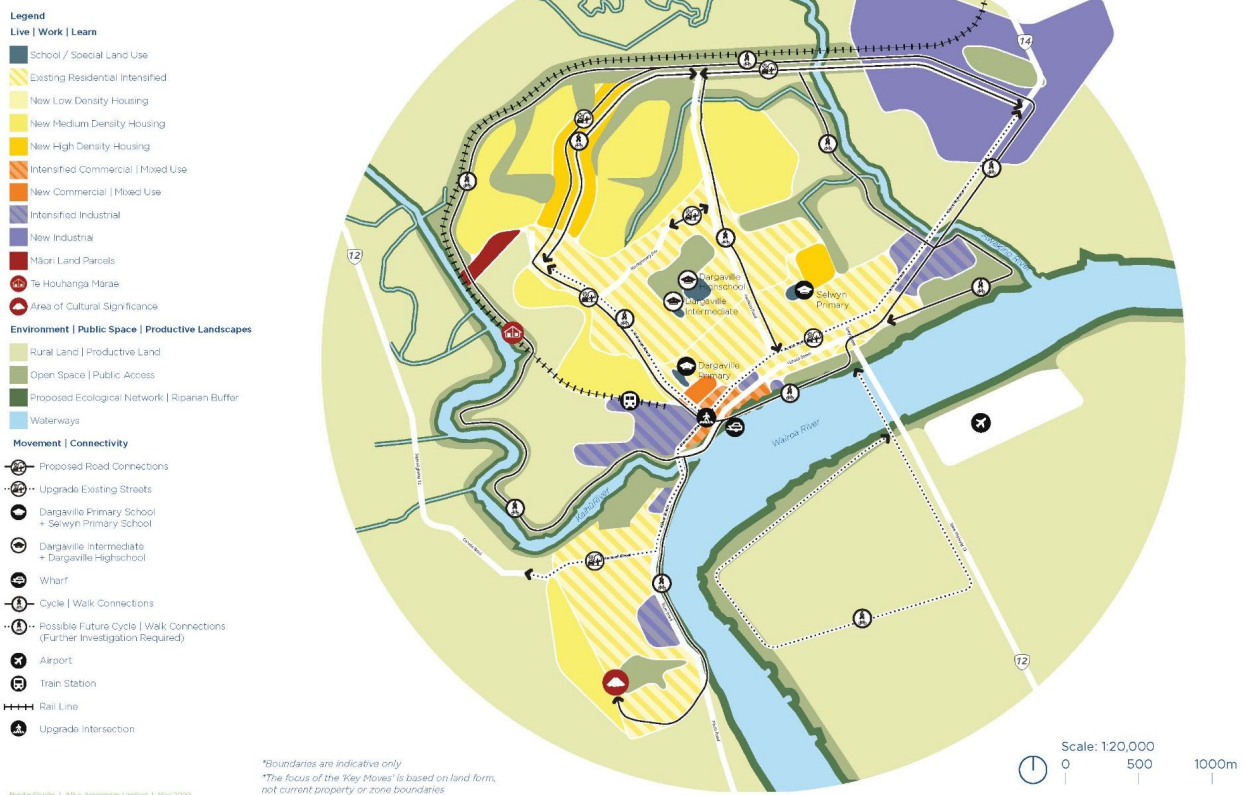 Legend
Live | Work | Learn
School / Special Land Use
Existing Residential Intensified
New Low Density Housing
New Medium Density Housing
New High Density Housing
Intensified Commercial | Mixed Use
New Commercial | Mixed Use
Intensified Industrial
New Industrial
Māori Land Parcels
Te Houhanga Marae
Area of Cultural Significance
Environment | Public Space | Productive Landscapes
Rural Land | Productive Land
Open Space | Public Access
Proposed Ecological Network | Riparian Buffer
Waterways
Movement | Connectivity
Proposed Road Connections
Upgrade Existing Streets
Dargaville Primary School
+ Selwyn Primary School
Dargaville Intermediate
+ Dargaville Highschool
Wharf
Cycle | Walk Connections
Possible Future Cycle | Walk Connections
(Further Investigation Required)
Airport
Train Station
Rail Line
Upgrade Intersection
14
12
Dargaville
Highschool
Dargaville
Intermediate
Selwyn
Primary
Dargaville
Primary
Wairoa River
Kaihū River
12
*Boundaries are indicative only
*The focus of the 'Key Moves' is based on land form,
not current property or zone boundaries
Scale: 1:20,000
0 500 1000m